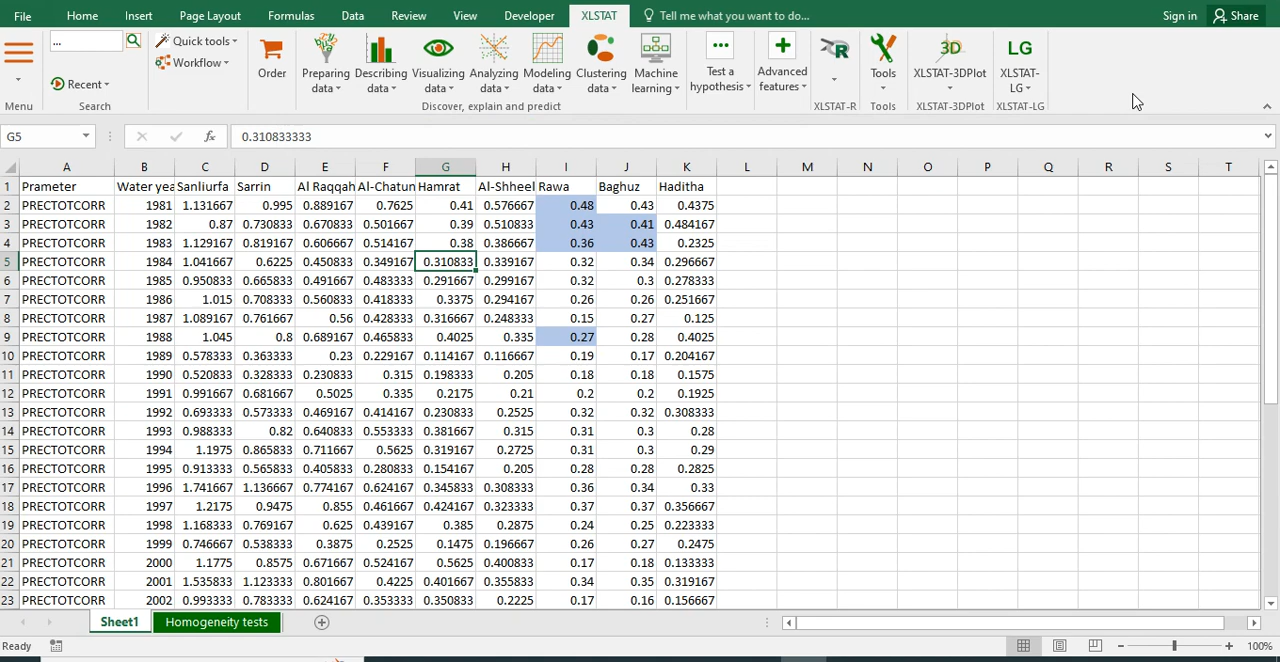 File Home Insert Page Layout Formulas Data Review View Developer XLSTAT Tell me what you want to do... Sign in Share
... Quick tools Workflow Recent
Order Preparing data Describing data Visualizing data Analyzing data Modeling data Clustering data Machine learning Test a hypothesis Advanced features R Tools 3D XLSTAT-3DPlot LG XLSTAT-LG
Menu Search Discover, explain and predict XLSTAT-R Tools XLSTAT-3DPlot XLSTAT-LG
G5 fx 0.310833333
A B C D E F G H I J K L M N O P Q R S T
1 Prameter Water yea Sanliurfa Sarrin Al Raqqah Al-Chatun Hamrat Al-Shheel Rawa Baghuz Haditha
2 PRECTOTCORR 1981 1.131667 0.995 0.889167 0.7625 0.41 0.576667 0.48 0.43 0.4375
3 PRECTOTCORR 1982 0.87 0.730833 0.670833 0.501667 0.39 0.510833 0.43 0.41 0.484167
4 PRECTOTCORR 1983 1.129167 0.819167 0.606667 0.514167 0.38 0.386667 0.36 0.43 0.2325
5 PRECTOTCORR 1984 1.041667 0.6225 0.450833 0.349167 0.310833 0.339167 0.32 0.34 0.296667
6 PRECTOTCORR 1985 0.950833 0.665833 0.491667 0.483333 0.291667 0.299167 0.32 0.3 0.278333
7 PRECTOTCORR 1986 1.015 0.708333 0.560833 0.418333 0.3375 0.294167 0.26 0.26 0.251667
8 PRECTOTCORR 1987 1.089167 0.761667 0.56 0.428333 0.316667 0.248333 0.15 0.27 0.125
9 PRECTOTCORR 1988 1.045 0.8 0.689167 0.465833 0.4025 0.335 0.27 0.28 0.4025
10 PRECTOTCORR 1989 0.578333 0.363333 0.23 0.229167 0.114167 0.116667 0.19 0.17 0.204167
11 PRECTOTCORR 1990 0.520833 0.328333 0.230833 0.315 0.198333 0.205 0.18 0.18 0.1575
12 PRECTOTCORR 1991 0.991667 0.681667 0.5025 0.335 0.2175 0.21 0.2 0.2 0.1925
13 PRECTOTCORR 1992 0.693333 0.573333 0.469167 0.414167 0.230833 0.2525 0.32 0.32 0.308333
14 PRECTOTCORR 1993 0.988333 0.82 0.640833 0.553333 0.381667 0.315 0.31 0.3 0.28
15 PRECTOTCORR 1994 1.1975 0.865833 0.711667 0.5625 0.319167 0.2725 0.31 0.3 0.29
16 PRECTOTCORR 1995 0.913333 0.565833 0.405833 0.280833 0.154167 0.205 0.28 0.28 0.2825
17 PRECTOTCORR 1996 1.741667 1.136667 0.774167 0.624167 0.345833 0.308333 0.36 0.34 0.33
18 PRECTOTCORR 1997 1.2175 0.9475 0.855 0.461667 0.424167 0.323333 0.37 0.37 0.356667
19 PRECTOTCORR 1998 1.168333 0.769167 0.625 0.439167 0.385 0.2875 0.24 0.25 0.223333
20 PRECTOTCORR 1999 0.746667 0.538333 0.3875 0.2525 0.1475 0.196667 0.26 0.27 0.2475
21 PRECTOTCORR 2000 1.1775 0.8575 0.671667 0.524167 0.5625 0.400833 0.17 0.18 0.133333
22 PRECTOTCORR 2001 1.535833 1.123333 0.801667 0.4225 0.401667 0.355833 0.34 0.35 0.319167
23 PRECTOTCORR 2002 0.993333 0.783333 0.624167 0.353333 0.350833 0.2225 0.17 0.16 0.156667
Sheet1 Homogeneity tests
Ready 100%